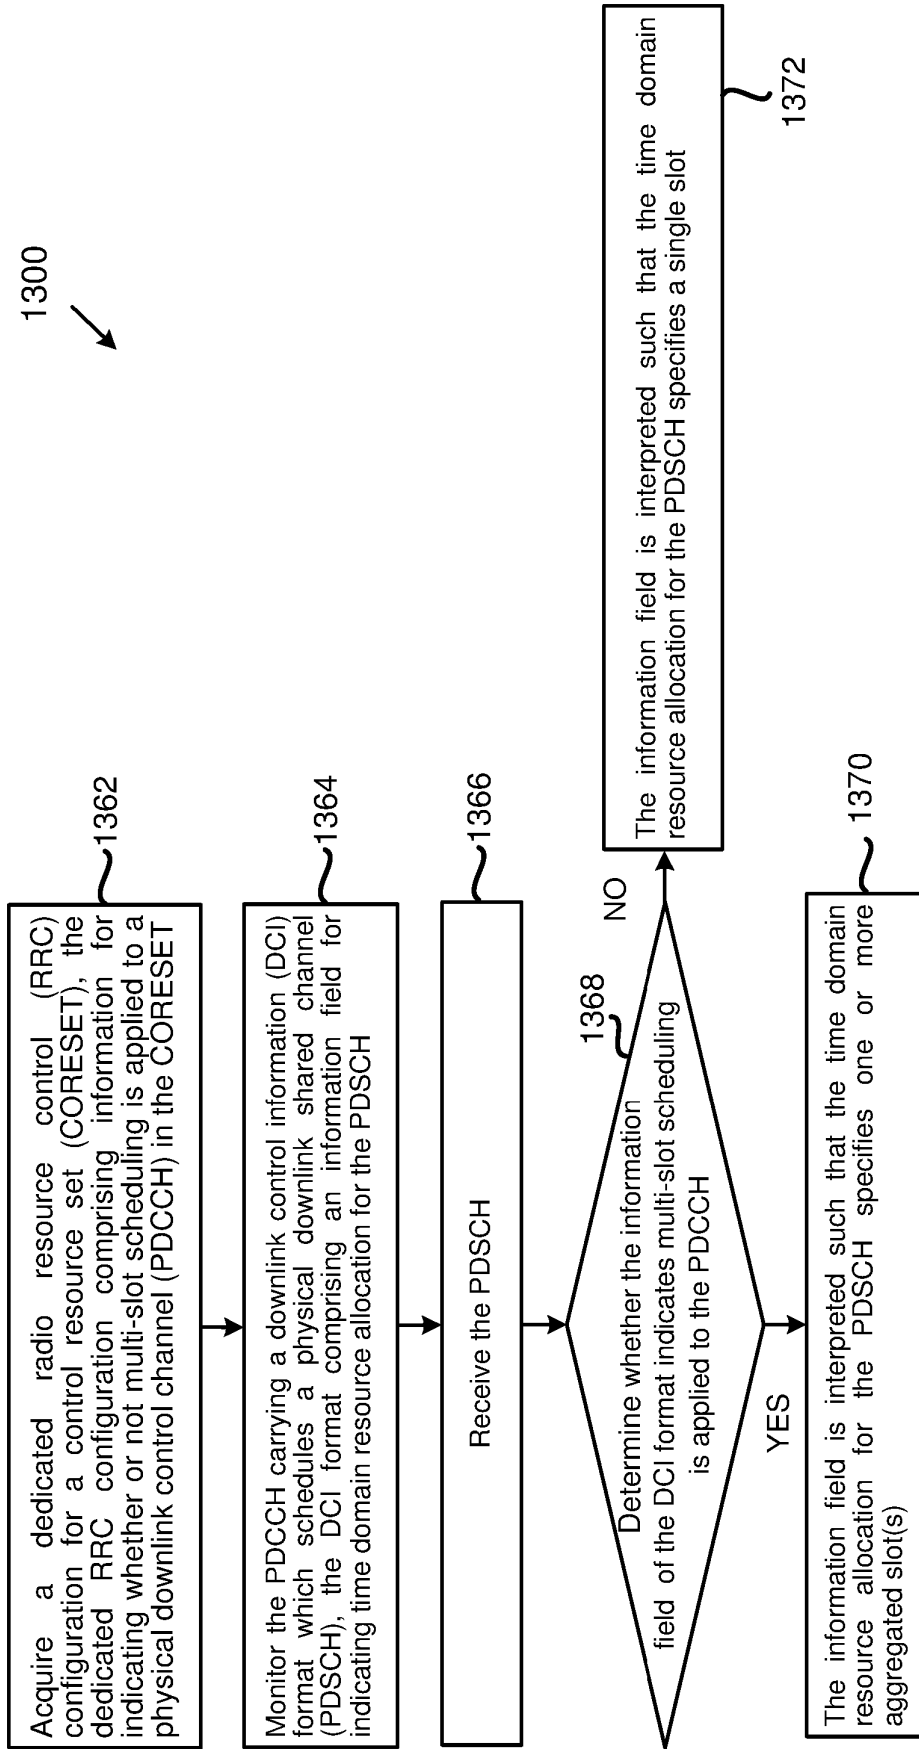 1300
Acquire a dedicated radio resource control (RRC)
configuration for a control resource set (CORESET), the
dedicated RRC configuration comprising information for
indicating whether or not multi-slot scheduling is applied to a
physical downlink control channel (PDCCH) in the CORESET
1362
Monitor the PDCCH carrying a downlink control information (DCI)
format which schedules a physical downlink shared channel
(PDSCH), the DCI format comprising an information field for
indicating time domain resource allocation for the PDSCH
1364
Receive the PDSCH
1366
1368
Determine whether the information
field of the DCI format indicates multi-slot scheduling
is applied to the PDCCH
NO
The information field is interpreted such that the time domain
resource allocation for the PDSCH specifies a single slot
1372
YES
The information field is interpreted such that the time domain
resource allocation for the PDSCH specifies one or more
aggregated slot(s)
1370